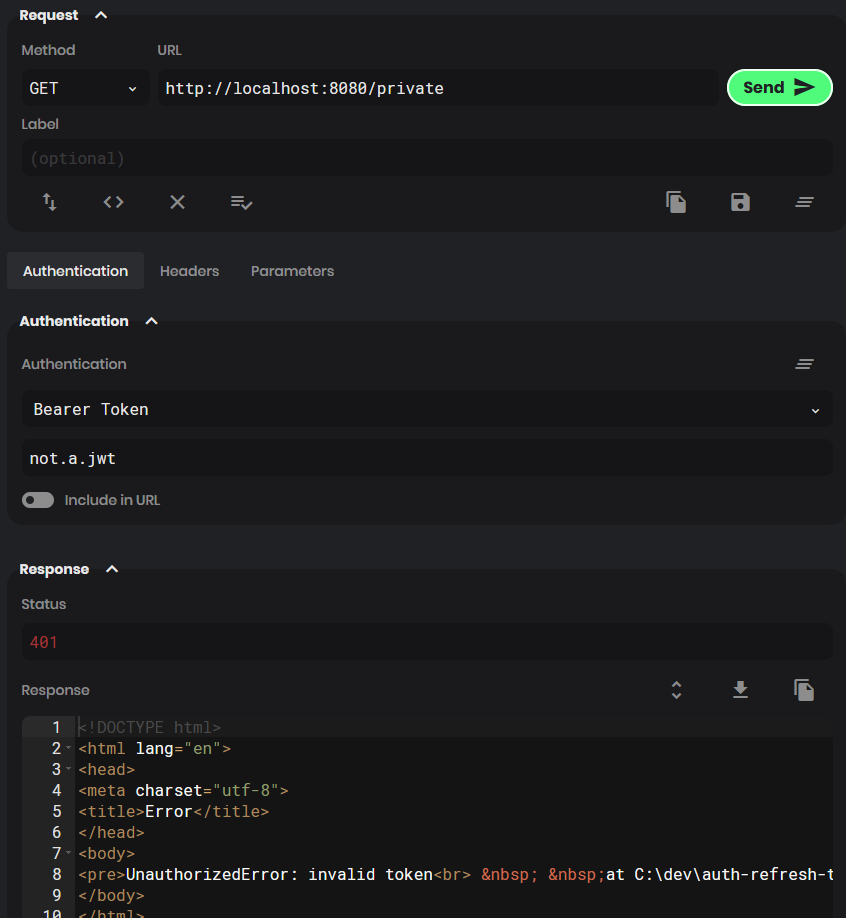 Request
Method URL
GET http://localhost:8080/private Send
Label
(optional)
Authentication Headers Parameters
Authentication
Authentication
Bearer Token
not.a.jwt
Include in URL
Response
Status
401
Response
1 <!DOCTYPE html>
2 <html lang="en">
3 <head>
4 <meta charset="utf-8">
5 <title>Error</title>
6 </head>
7 <body>
8 <pre>UnauthorizedError: invalid token<br> &nbsp; &nbsp;at C:\dev\auth-refresh-t
9 </body>
10 </html>